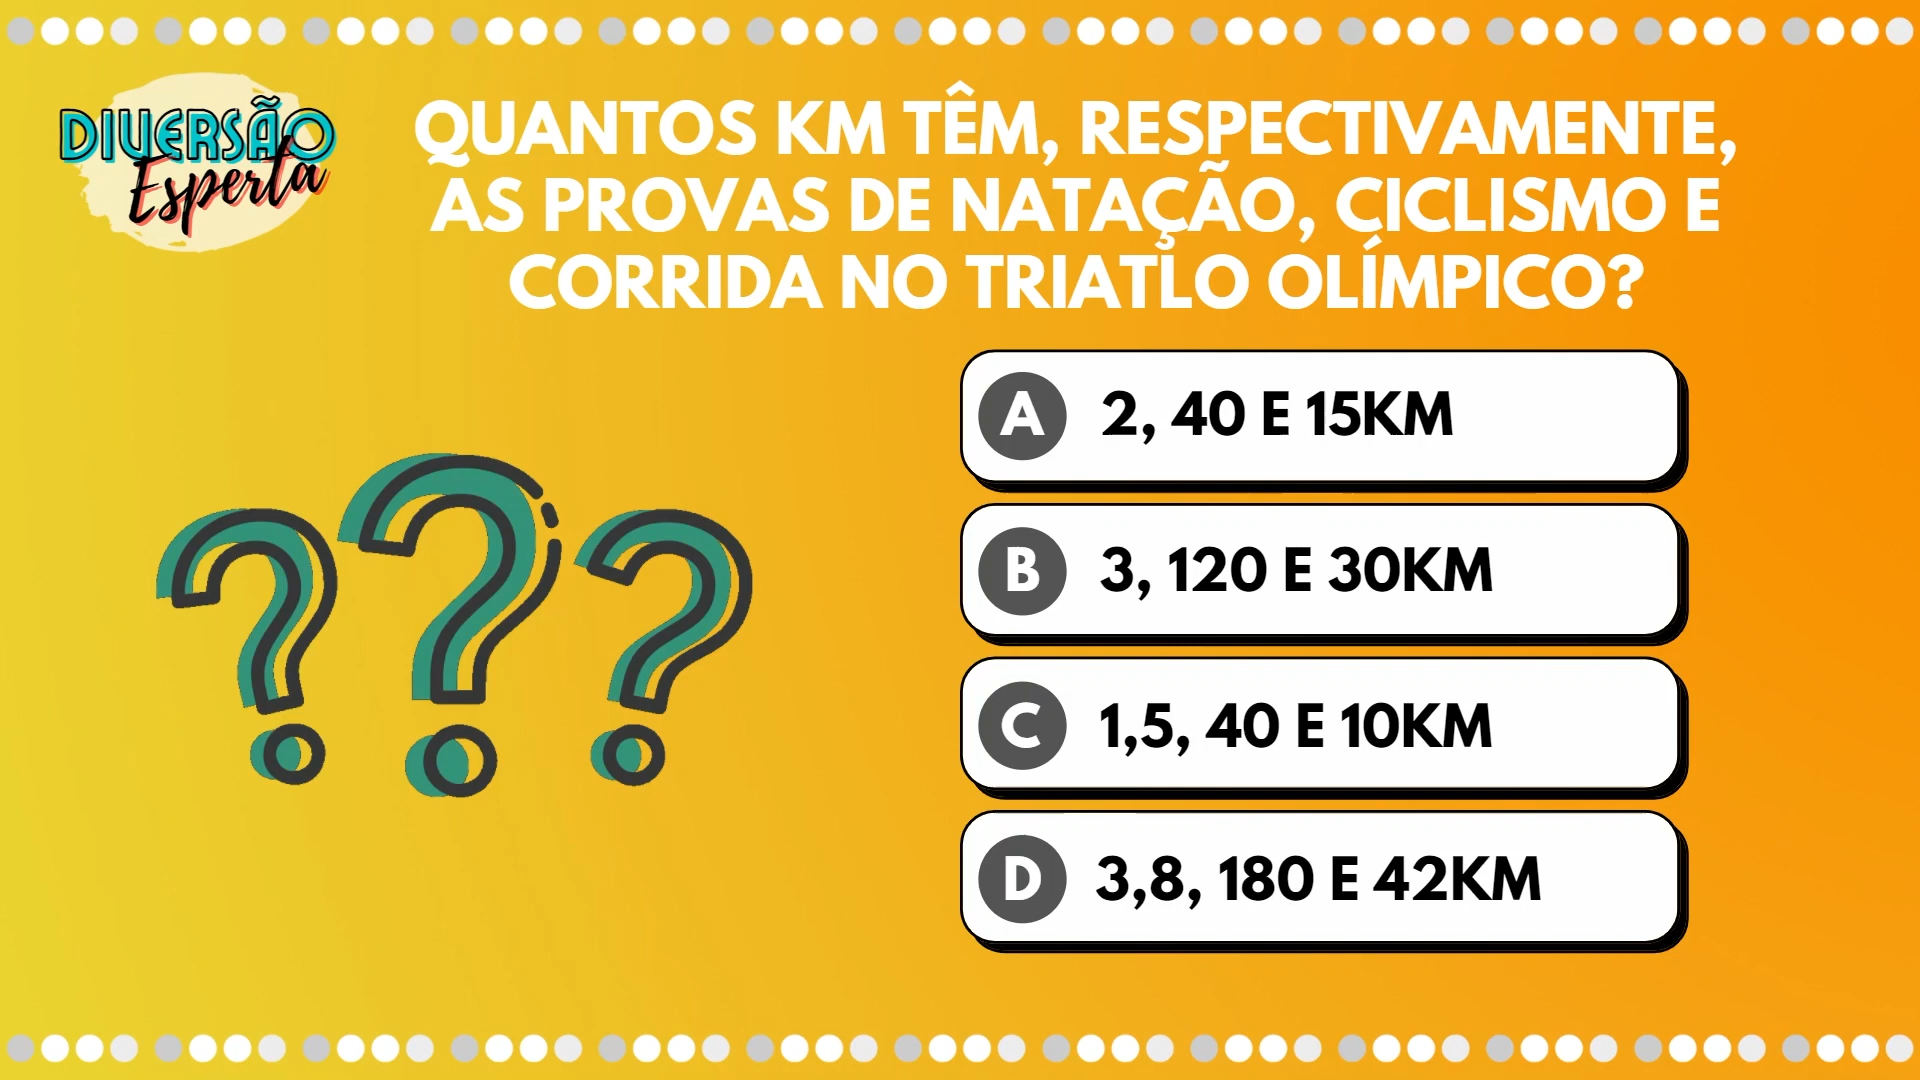 DIVERSÃO
Esperta
QUANTOS KM TÊM, RESPECTIVAMENTE,
AS PROVAS DE NATAÇÃO, CICLISMO E
CORRIDA NO TRIATLO OLÍMPICO?
A 2, 40 E 15KM
B 3, 120 E 30KM
C 1,5, 40 E 10KM
D 3,8, 180 E 42KM